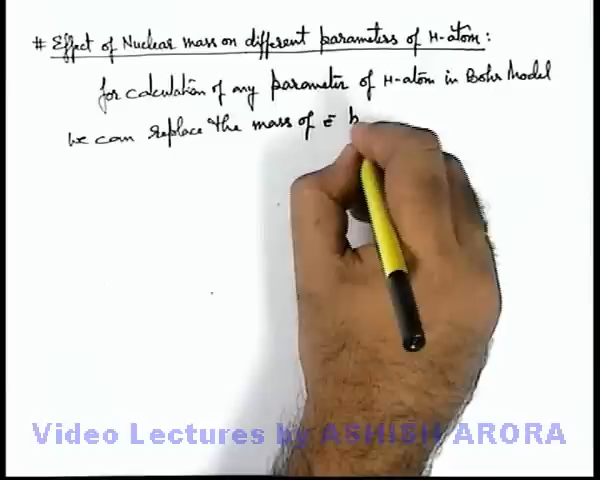 # Effect of Nuclear mass on different parameters of H-atom :
for calculation of any parameter of H-atom in Bohr Model
we can replace the mass of ē b
Video Lectures by ASHISH ARORA